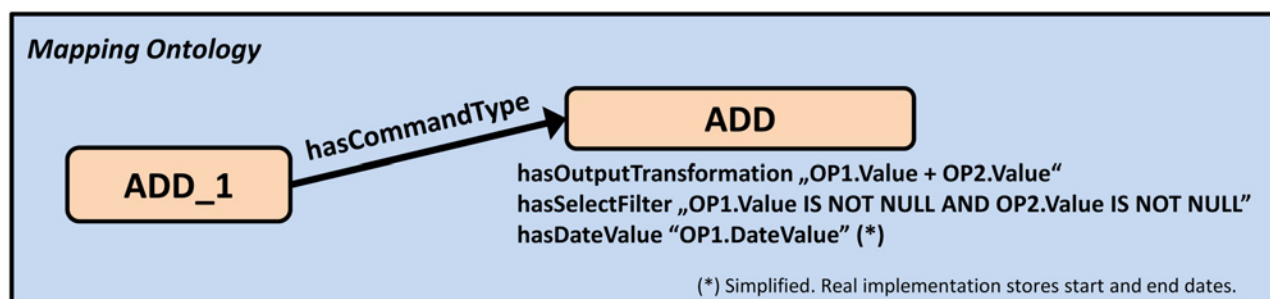 Mapping Ontology
hasCommandType
ADD
ADD_1
hasOutputTransformation „OP1.Value + OP2.Value“
hasSelectFilter „OP1.Value IS NOT NULL AND OP2.Value IS NOT NULL”
hasDateValue “OP1.DateValue” (*)
(*) Simplified. Real implementation stores start and end dates.